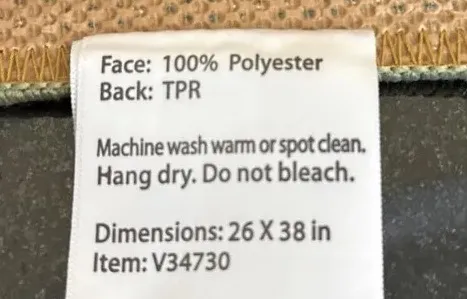 Face: 100% Polyester
Back: TPR
Machine wash warm or spot clean.
Hang dry. Do not bleach.
Dimensions: 26 X 38 in
Item: V34730